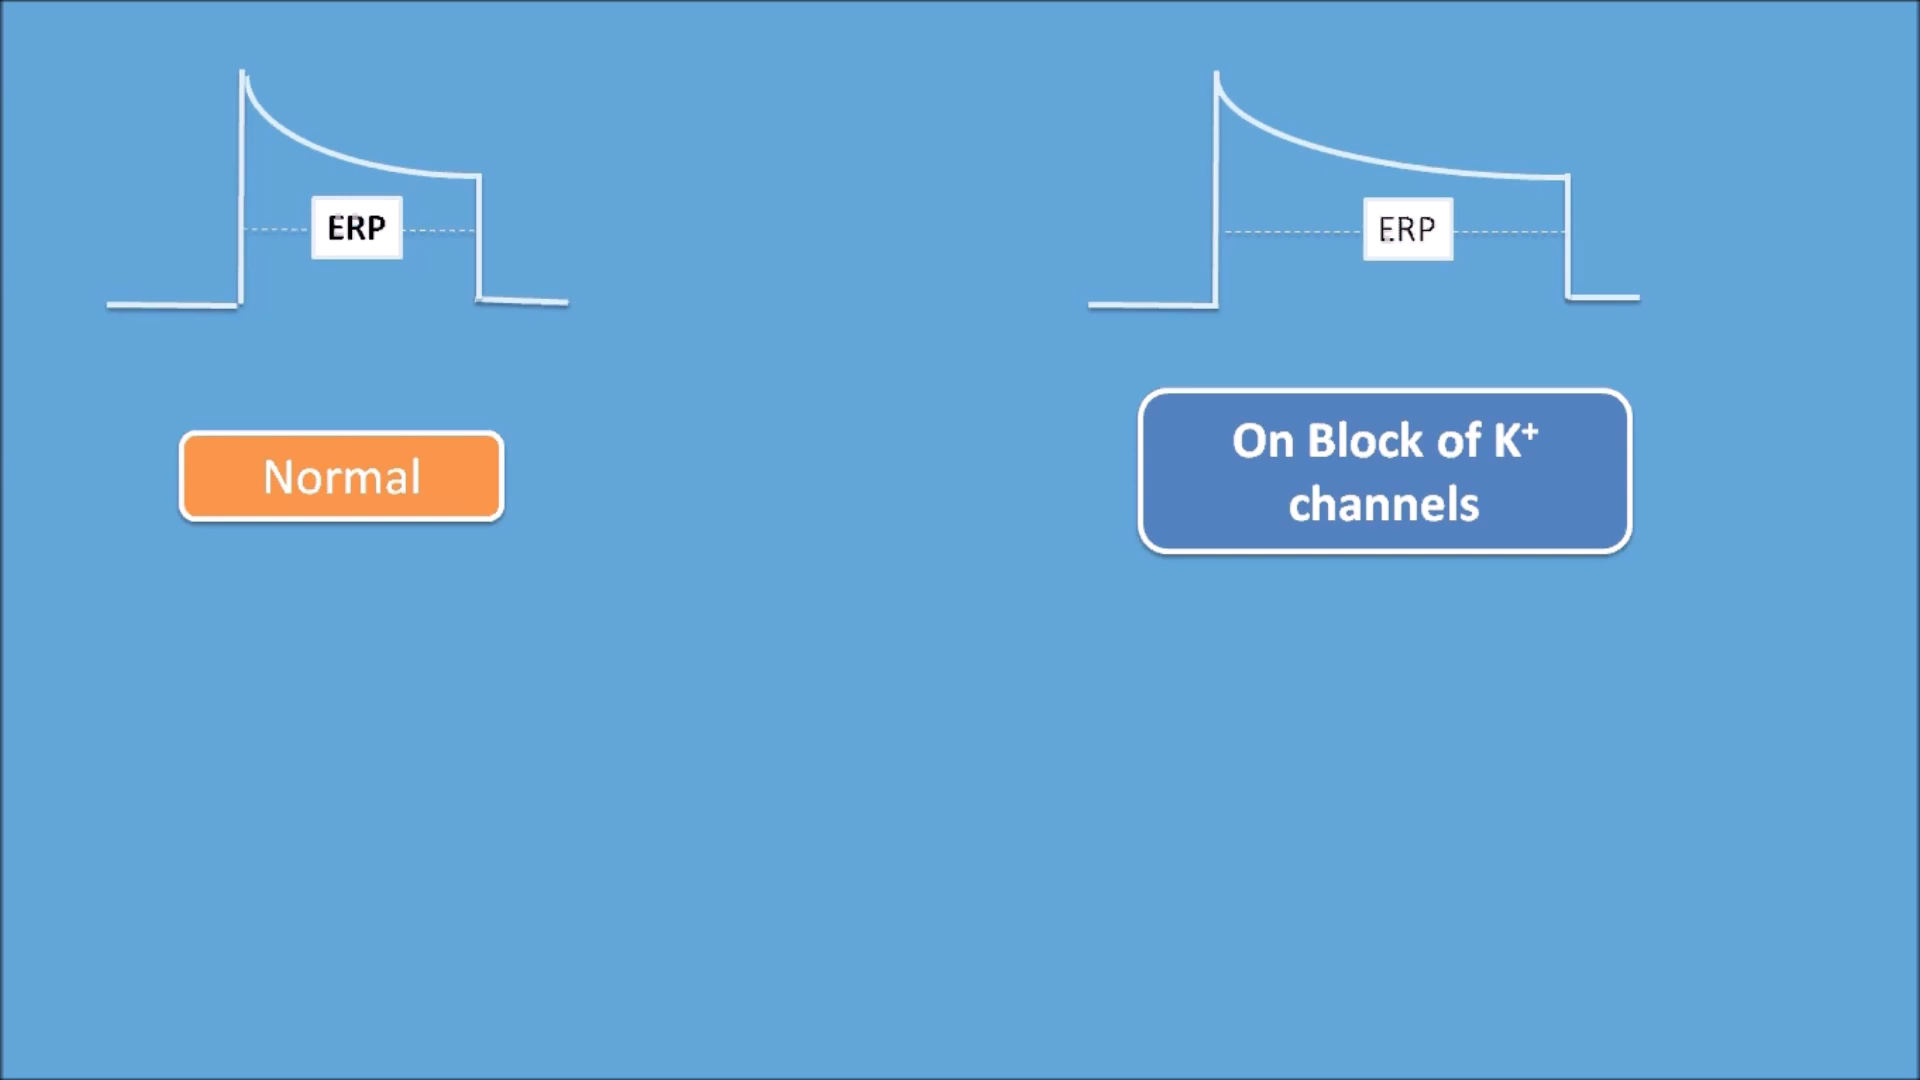 ERP
ERP
Normal
On Block of K⁺
channels